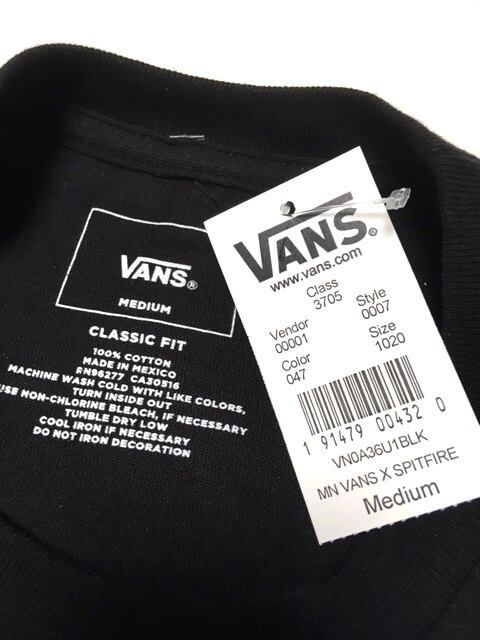 VANS®
MEDIUM
CLASSIC FIT
100% COTTON
MADE IN MEXICO
RN96277 CA30516
MACHINE WASH COLD WITH LIKE COLORS,
TURN INSIDE OUT
USE NON-CHLORINE BLEACH, IF NECESSARY
TUMBLE DRY LOW
COOL IRON IF NECESSARY
DO NOT IRON DECORATION
VANS®
www.vans.com
Class
3705
Vendor
00001
Style
0007
Color
047
Size
1020
1 91479 00432 0
VN0A36U1BLK
MN VANS X SPITFIRE
Medium